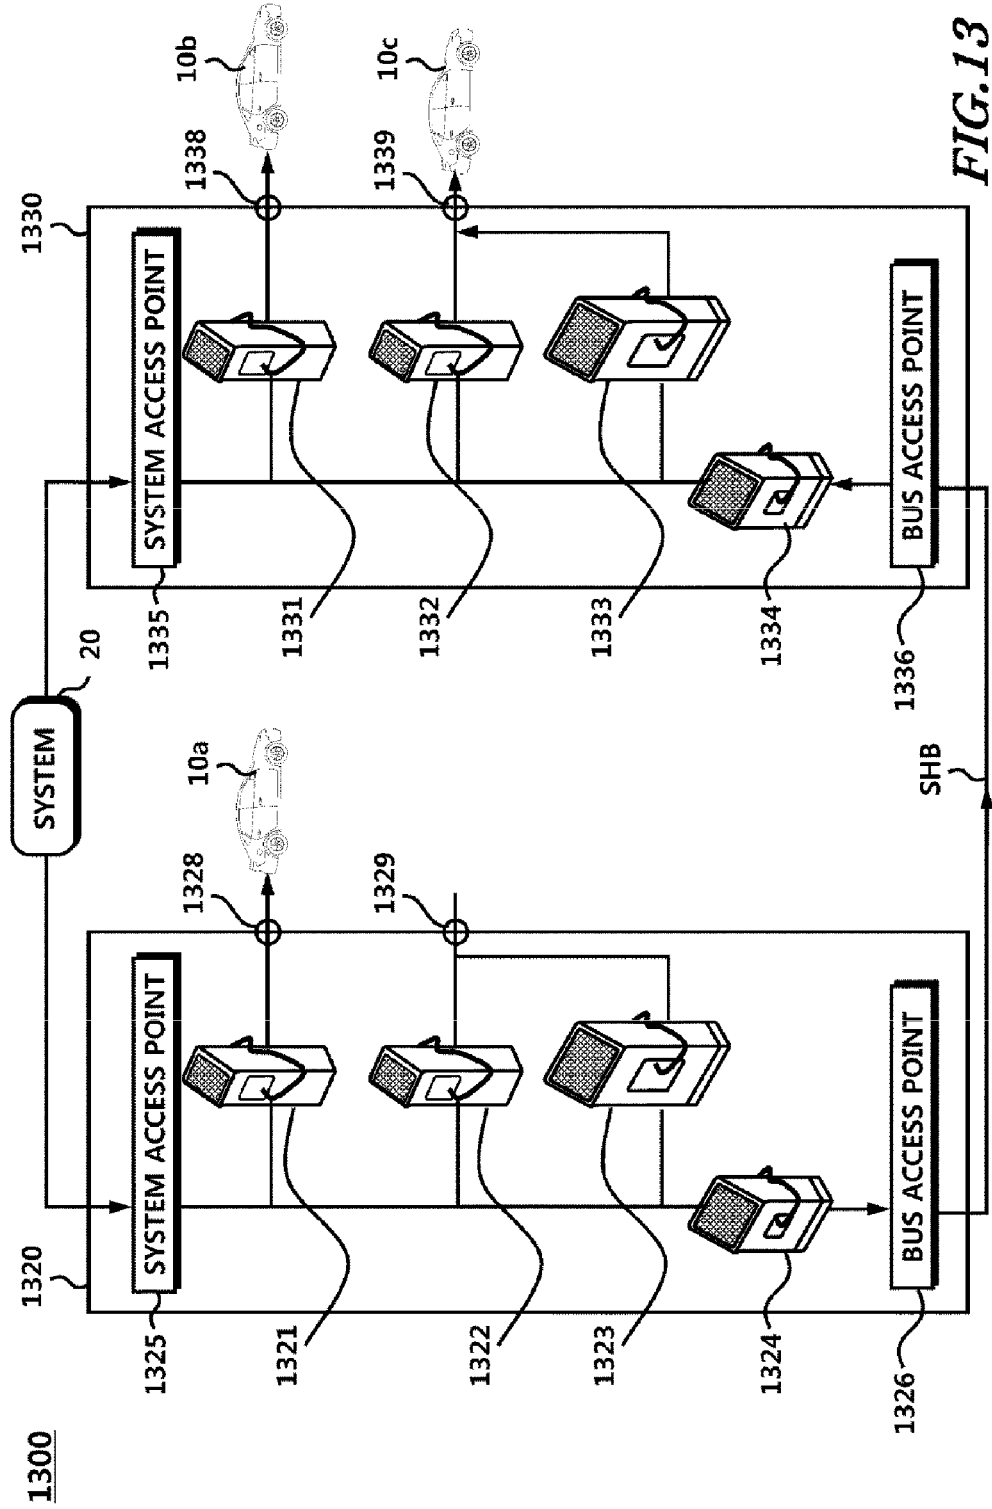 1300
SYSTEM
20
1320
1330
SYSTEM ACCESS POINT
1325
SYSTEM ACCESS POINT
1335
1321
1328
10a
1331
1338
10b
1322
1329
1332
1339
10c
1323
1333
1324
1334
BUS ACCESS POINT
1326
BUS ACCESS POINT
1336
SHB
FIG.13